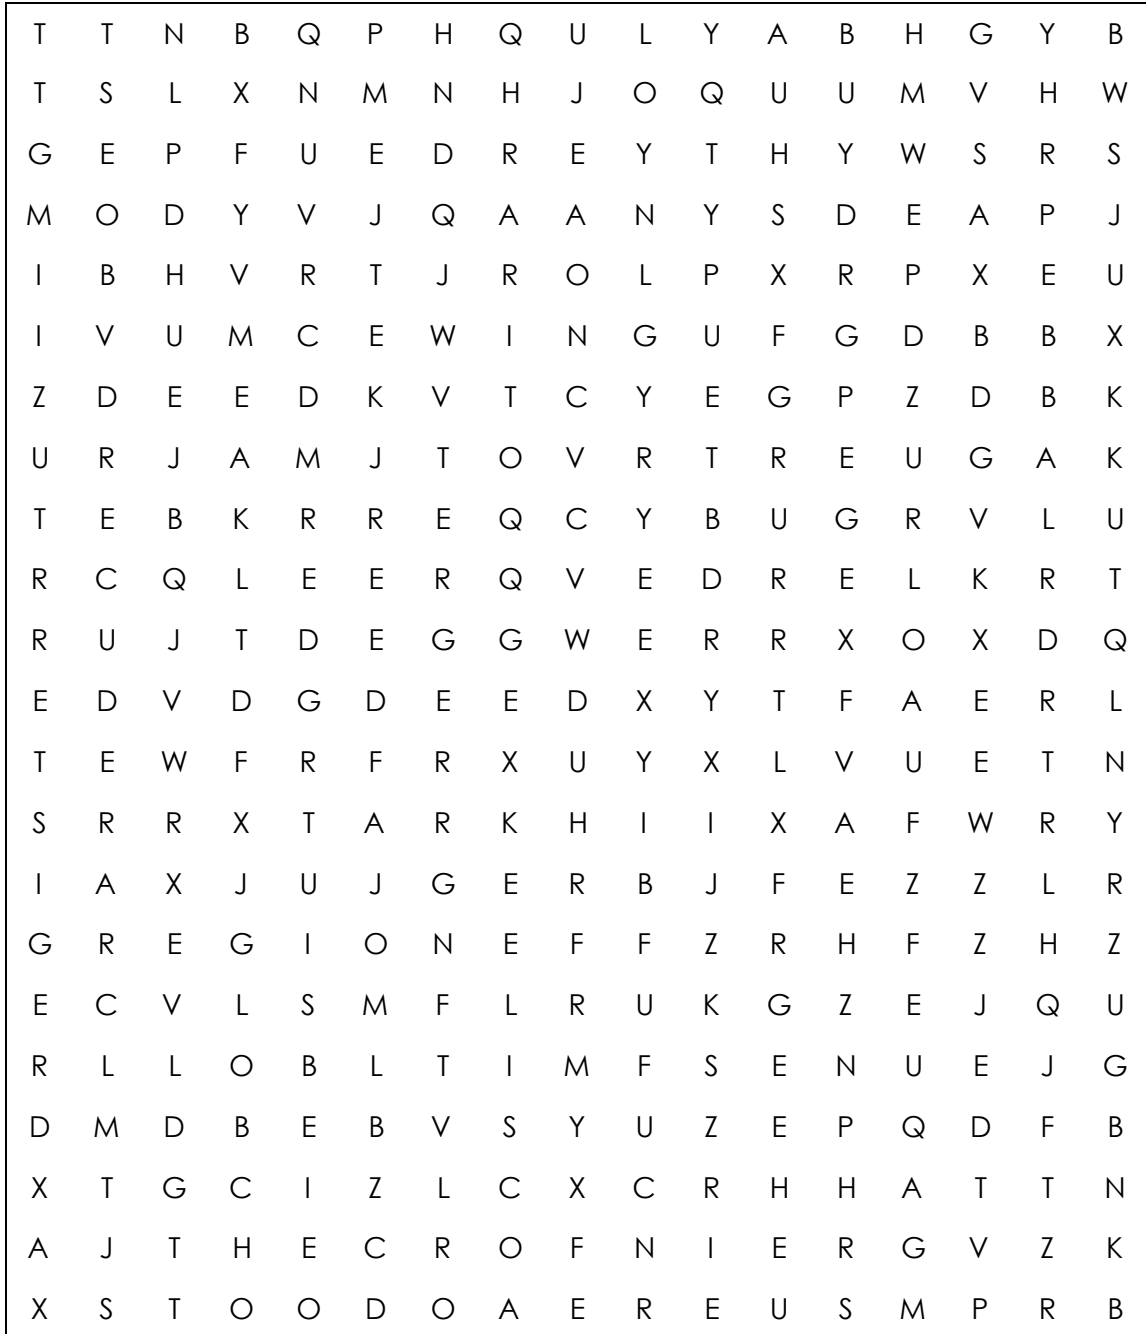 T T N B Q P H Q U L Y A B H G Y B
T S L X N M N H J O Q U U M V H W
G E P F U E D R E Y T H Y W S R S
M O D Y V J Q A A N Y S D E A P J
I B H V R T J R O L P X R P X E U
I V U M C E W I N G U F G D B B X
Z D E E D K V T C Y E G P Z D B K
U R J A M J T O V R T R E U G A K
T E B K R R E Q C Y B U G R V L U
R C Q L E E R Q V E D R E L K R T
R U J T D E G G W E R R X O X D Q
E D V D G D E E D X Y T F A E R L
T E W F R F R X U Y X L V U E T N
S R R X T A R K H I I X A F W R Y
I A X J U J G E R B J F E Z Z L R
G R E G I O N E F F Z R H F Z H Z
E C V L S M F L R U K G Z E J Q U
R L L O B L T I M F S E N U E J G
D M D B E B V S Y U Z E P Q D F B
X T G C I Z L C X C R H H A T T N
A J T H E C R O F N I E R G V Z K
X S T O O D O A E R E U S M P R B